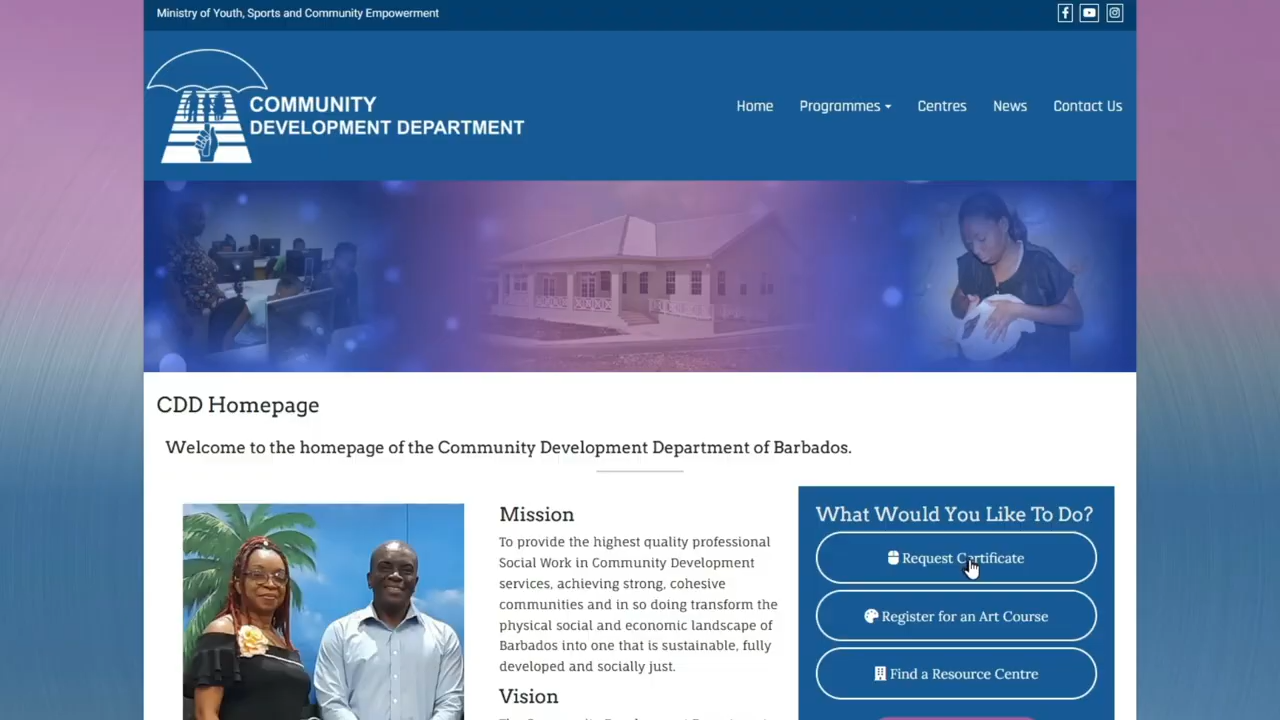 Ministry of Youth, Sports and Community Empowerment
COMMUNITY
DEVELOPMENT DEPARTMENT
Home
Programmes
Centres
News
Contact Us
CDD Homepage
Welcome to the homepage of the Community Development Department of Barbados.
Mission
To provide the highest quality professional
Social Work in Community Development
services, achieving strong, cohesive
communities and in so doing transform the
physical social and economic landscape of
Barbados into one that is sustainable, fully
developed and socially just.
Vision
What Would You Like To Do?
Request Certificate
Register for an Art Course
Find a Resource Centre